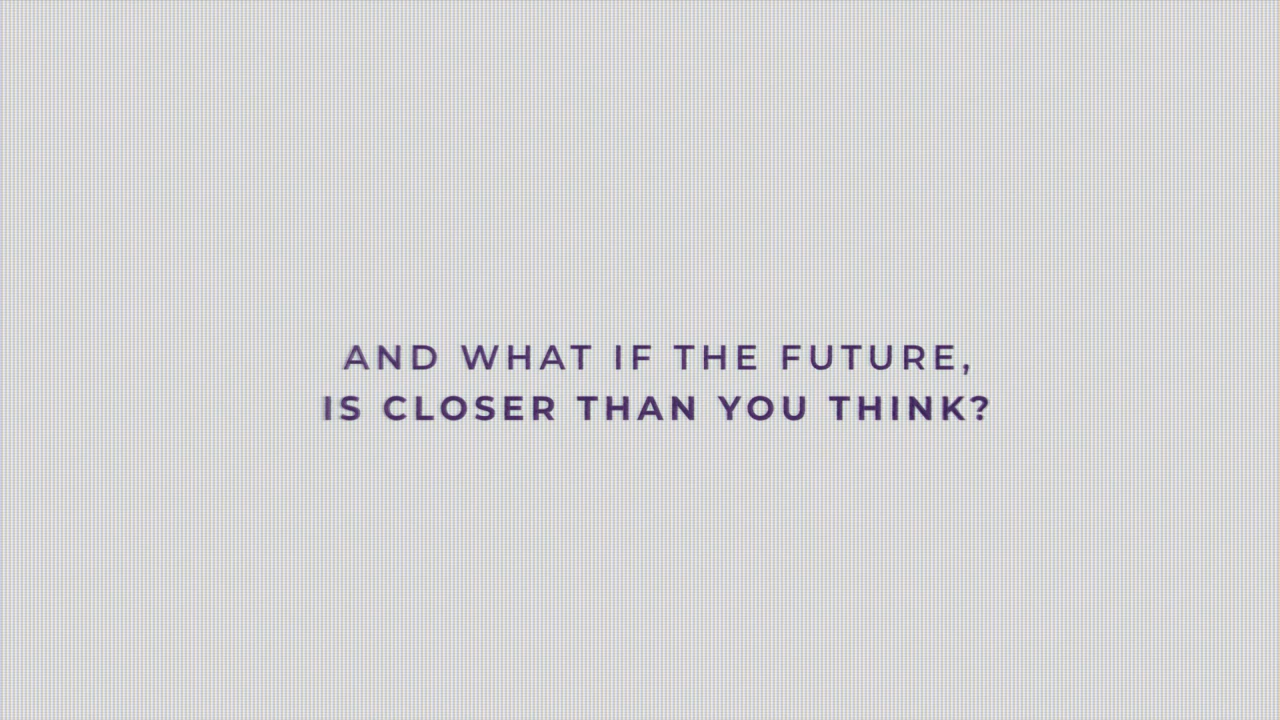 AND WHAT IF THE FUTURE,
IS CLOSER THAN YOU THINK?